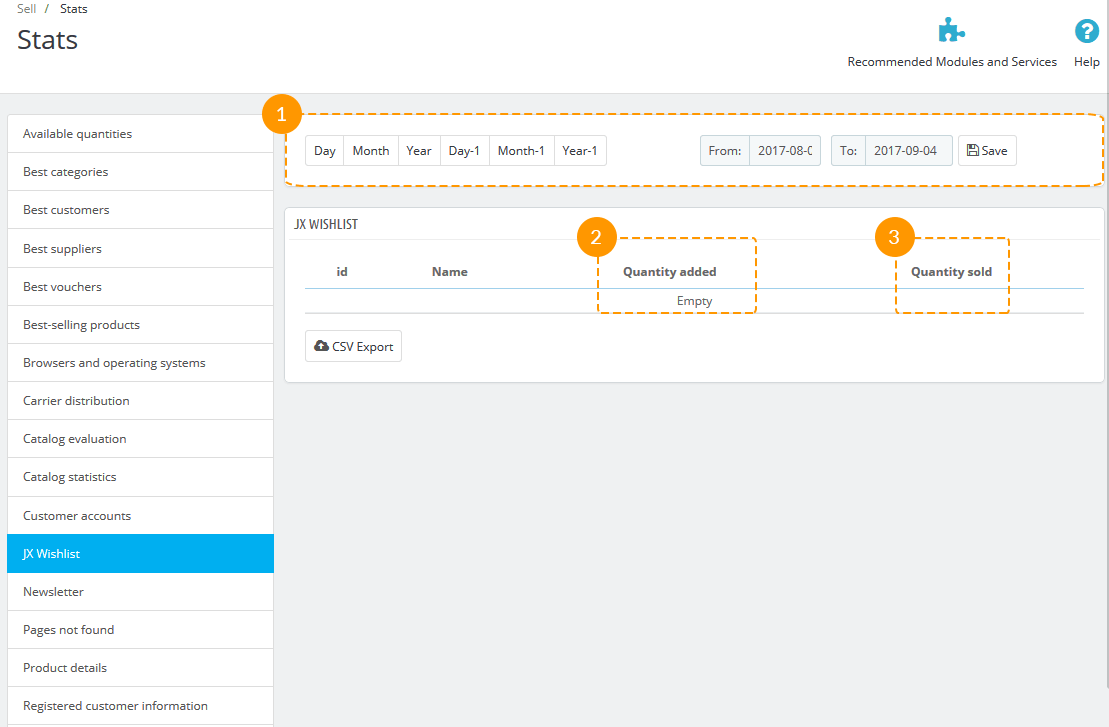 Sell / Stats
Stats
Recommended Modules and Services
? Help
Available quantities
Best categories
Best customers
Best suppliers
Best vouchers
Best-selling products
Browsers and operating systems
Carrier distribution
Catalog evaluation
Catalog statistics
Customer accounts
JX Wishlist
Newsletter
Pages not found
Product details
Registered customer information
1
Day Month Year Day-1 Month-1 Year-1 From: 2017-08-0 To: 2017-09-04 Save
JX WISHLIST
2 3
id Name Quantity added Quantity sold
Empty
CSV Export